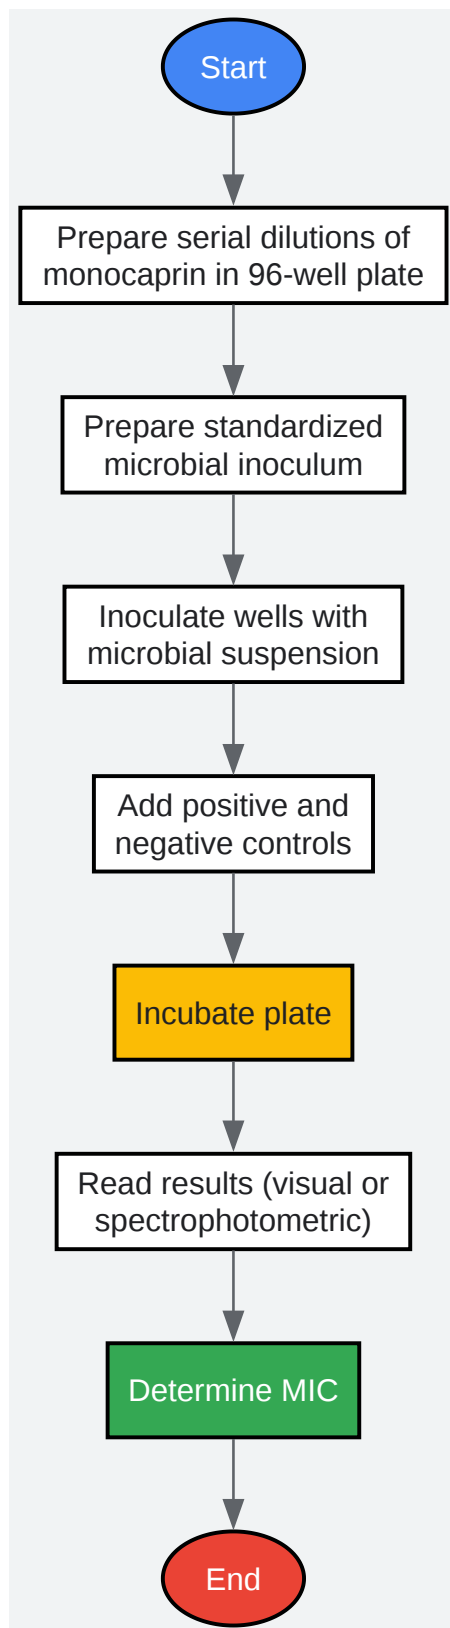 Start
Prepare serial dilutions of
monocaprin in 96-well plate
Prepare standardized
microbial inoculum
Inoculate wells with
microbial suspension
Add positive and
negative controls
Incubate plate
Read results (visual or
spectrophotometric)
Determine MIC
End